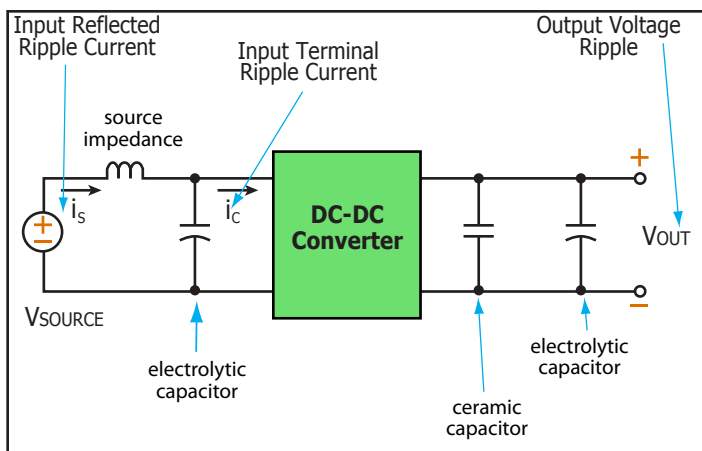 Input Reflected
Ripple Current
Input Terminal
Ripple Current
Output Voltage
Ripple
source
impedance
iS
iC
DC-DC
Converter
+
−
+
−
VOUT
VSOURCE
electrolytic
capacitor
ceramic
capacitor
electrolytic
capacitor